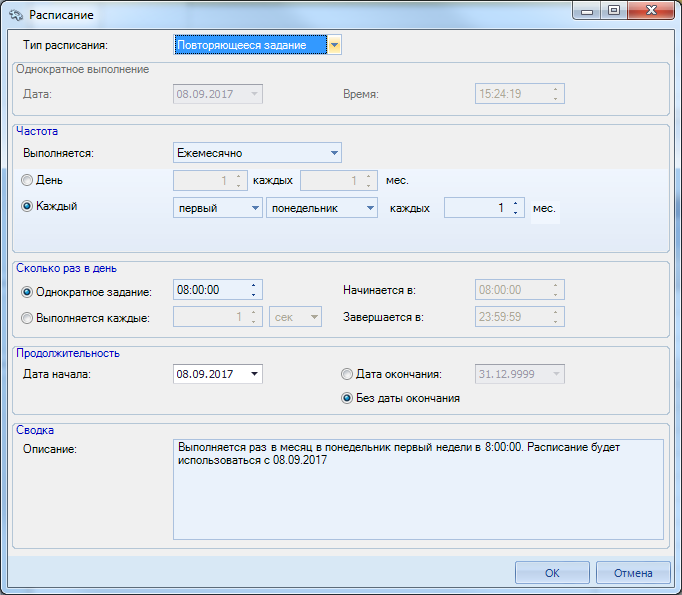 Расписание
Тип расписания: Повторяющееся задание
Однократное выполнение
Дата: 08.09.2017 Время: 15:24:19
Частота
Выполняется: Ежемесячно
День 1 каждых 1 мес.
Каждый первый понедельник каждых 1 мес.
Сколько раз в день
Однократное задание: 08:00:00 Начинается в: 08:00:00
Выполняется каждые: 1 сек Завершается в: 23:59:59
Продолжительность
Дата начала: 08.09.2017 Дата окончания: 31.12.9999
Без даты окончания
Сводка
Описание: Выполняется раз в месяц в понедельник первый недели в 8:00:00. Расписание будет
использоваться с 08.09.2017
OK Отмена